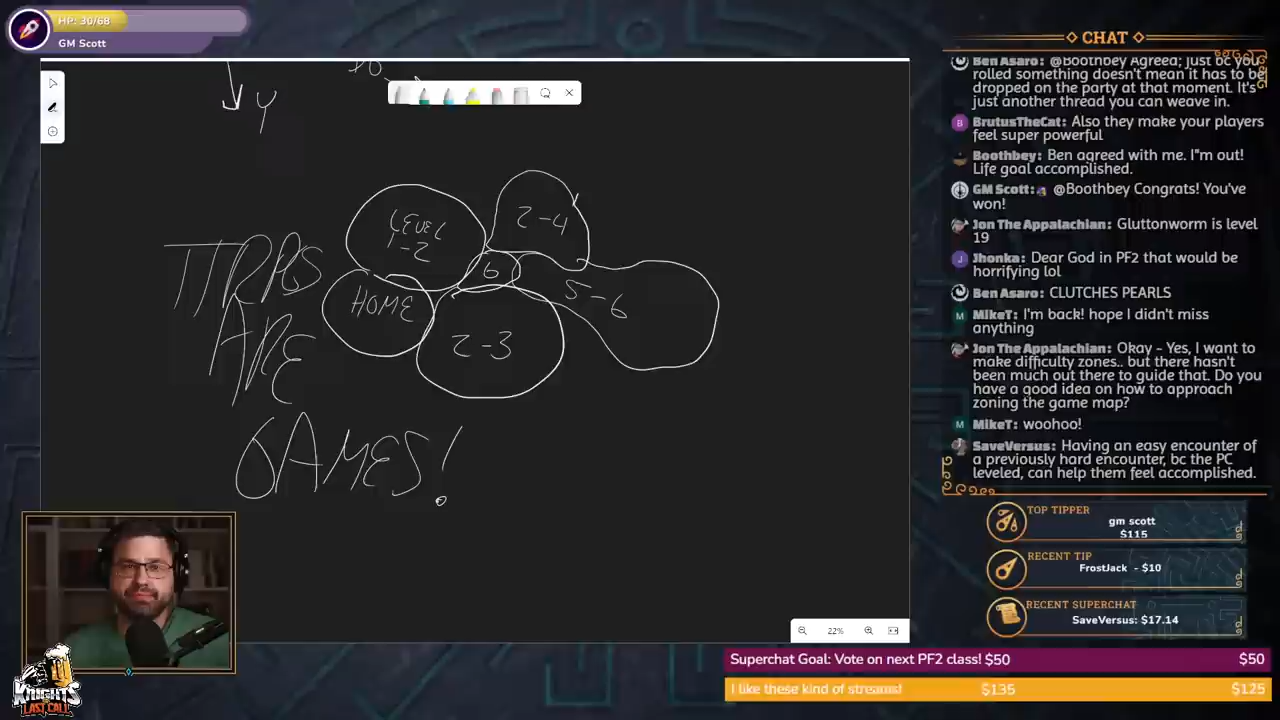 HP: 30/68
GM Scott
Y
LEVEL
1-2
2-4
6
5-6
HOME
2-3
TTRPGS
ARE
GAMES!
22%
CHAT
Ben Asaro: @Boothbey Agreed; just bc you
rolled something doesn't mean it has to be
dropped on the party at that moment. It's
just another thread you can weave in.
BrutusTheCat: Also they make your players
feel super powerful
Boothbey: Ben agreed with me. I"m out!
Life goal accomplished.
GM Scott: @Boothbey Congrats! You've
won!
Jon The Appalachian: Gluttonworm is level
19
Jhonka: Dear God in PF2 that would be
horrifying lol
Ben Asaro: CLUTCHES PEARLS
MikeT: I'm back! hope I didn't miss
anything
Jon The Appalachian: Okay - Yes, I want to
make difficulty zones.. but there hasn't
been much out there to guide that. Do you
have a good idea on how to approach
zoning the game map?
MikeT: woohoo!
SaveVersus: Having an easy encounter of
a previously hard encounter, bc the PC
leveled, can help them feel accomplished.
TOP TIPPER
gm scott
$115
RECENT TIP
FrostJack - $10
RECENT SUPERCHAT
SaveVersus: $17.14
Superchat Goal: Vote on next PF2 class! $50 $50
I like these kind of streams! $135 $125
KNIGHTS
OF
LAST CALL